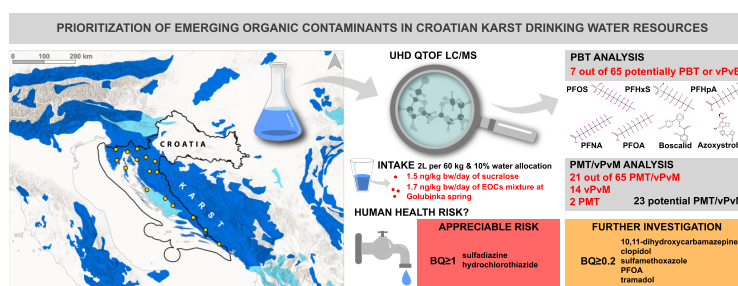 PRIORITIZATION OF EMERGING ORGANIC CONTAMINANTS IN CROATIAN KARST DRINKING WATER RESOURCES
0 100 200 km
CROATIA
KARST
UHD QTOF LC/MS
INTAKE 2L per 60 kg & 10% water allocation
• 1.5 ng/kg bw/day of sucralose
• 1.7 ng/kg bw/day of EOCs mixture at
Golubinka spring
HUMAN HEALTH RISK?
APPRECIABLE RISK
BQ≥1
sulfadiazine
hydrochlorothiazide
PBT ANALYSIS
7 out of 65 potentially PBT or vPvB
PFOS PFHxS PFHpA
PFNA PFOA Boscalid Azoxystrob
PMT/vPvM ANALYSIS
21 out of 65 PMT/vPvM
14 vPvM
2 PMT 23 potential PMT/vPvM
FURTHER INVESTIGATION
BQ≥0.2
10,11-dihydroxycarbamazepine
clopidol
sulfamethoxazole
PFOA
tramadol